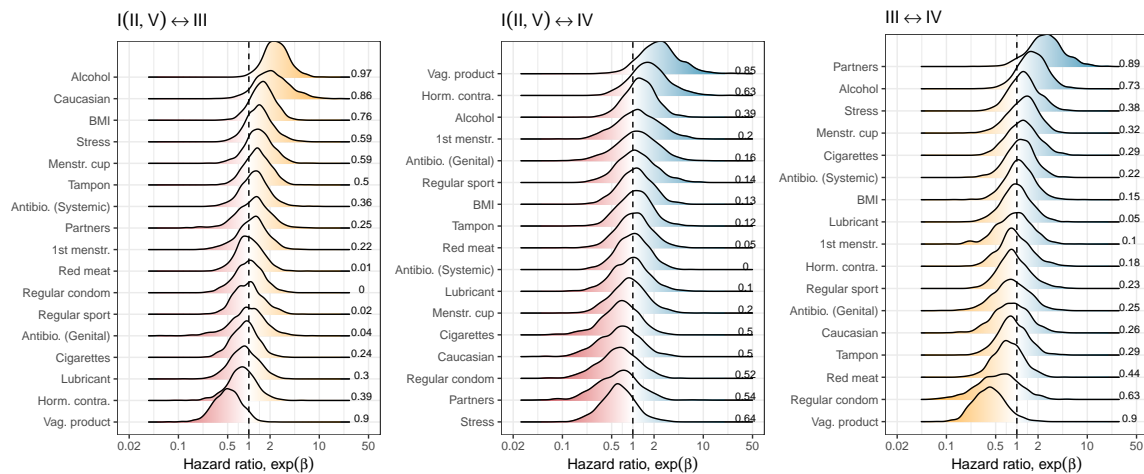 I(II, V) ↔ III
Alcohol 0.97
Caucasian 0.86
BMI 0.76
Stress 0.59
Menstr. cup 0.59
Tampon 0.5
Antibio. (Systemic) 0.36
Partners 0.25
1st menstr. 0.22
Red meat 0.01
Regular condom 0
Regular sport 0.02
Antibio. (Genital) 0.04
Cigarettes 0.24
Lubricant 0.3
Horm. contra. 0.39
Vag. product 0.9
0.02 0.1 0.5 1 2 10 50
Hazard ratio, exp(β)
I(II, V) ↔ IV
Vag. product 0.85
Horm. contra. 0.63
Alcohol 0.39
1st menstr. 0.2
Antibio. (Genital) 0.16
Regular sport 0.14
BMI 0.13
Tampon 0.12
Red meat 0.05
Antibio. (Systemic) 0
Lubricant 0.1
Menstr. cup 0.2
Cigarettes 0.5
Caucasian 0.5
Regular condom 0.52
Partners 0.54
Stress 0.64
0.02 0.1 0.5 1 2 10 50
Hazard ratio, exp(β)
III ↔ IV
Partners 0.89
Alcohol 0.73
Stress 0.38
Menstr. cup 0.32
Cigarettes 0.29
Antibio. (Systemic) 0.22
BMI 0.15
Lubricant 0.05
1st menstr. 0.1
Horm. contra. 0.18
Regular sport 0.23
Antibio. (Genital) 0.25
Caucasian 0.26
Tampon 0.29
Red meat 0.44
Regular condom 0.63
Vag. product 0.9
0.02 0.1 0.5 1 2 10 50
Hazard ratio, exp(β)